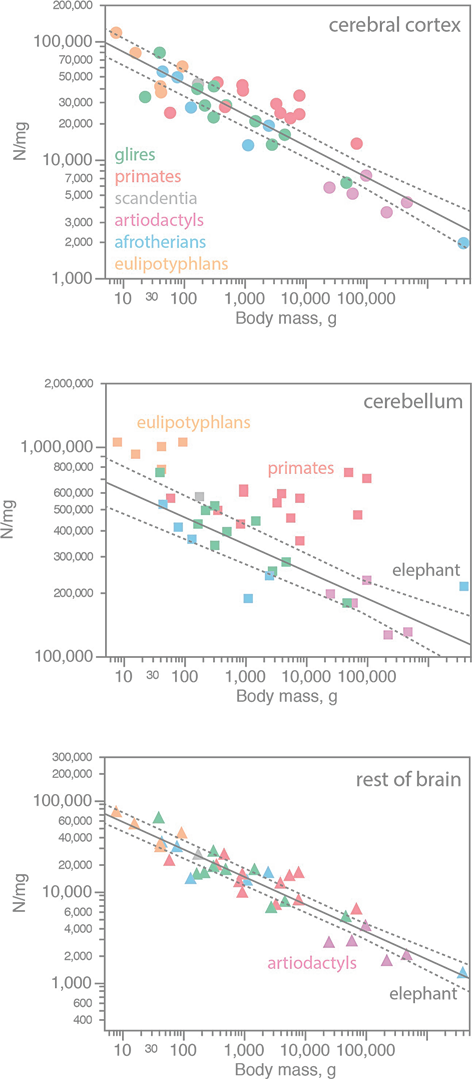 200,000
cerebral cortex
100,000
70,000
50,000
30,000
20,000
N/mg
10,000
7,000
5,000
3,000
2,000
1,000
glires
primates
scandentia
artiodactyls
afrotherians
eulipotyphlans
10 30 100 1,000 10,000 100,000
Body mass, g
2,000,000
cerebellum
eulipotyphlans
1,000,000
800,000
600,000
500,000
400,000
300,000
200,000
100,000
N/mg
primates
elephant
10 30 100 1,000 10,000 100,000
Body mass, g
300,000
200,000
rest of brain
100,000
60,000
40,000
20,000
10,000
6,000
4,000
2,000
1,000
600
400
N/mg
artiodactyls
elephant
10 30 100 1,000 10,000 100,000
Body mass, g